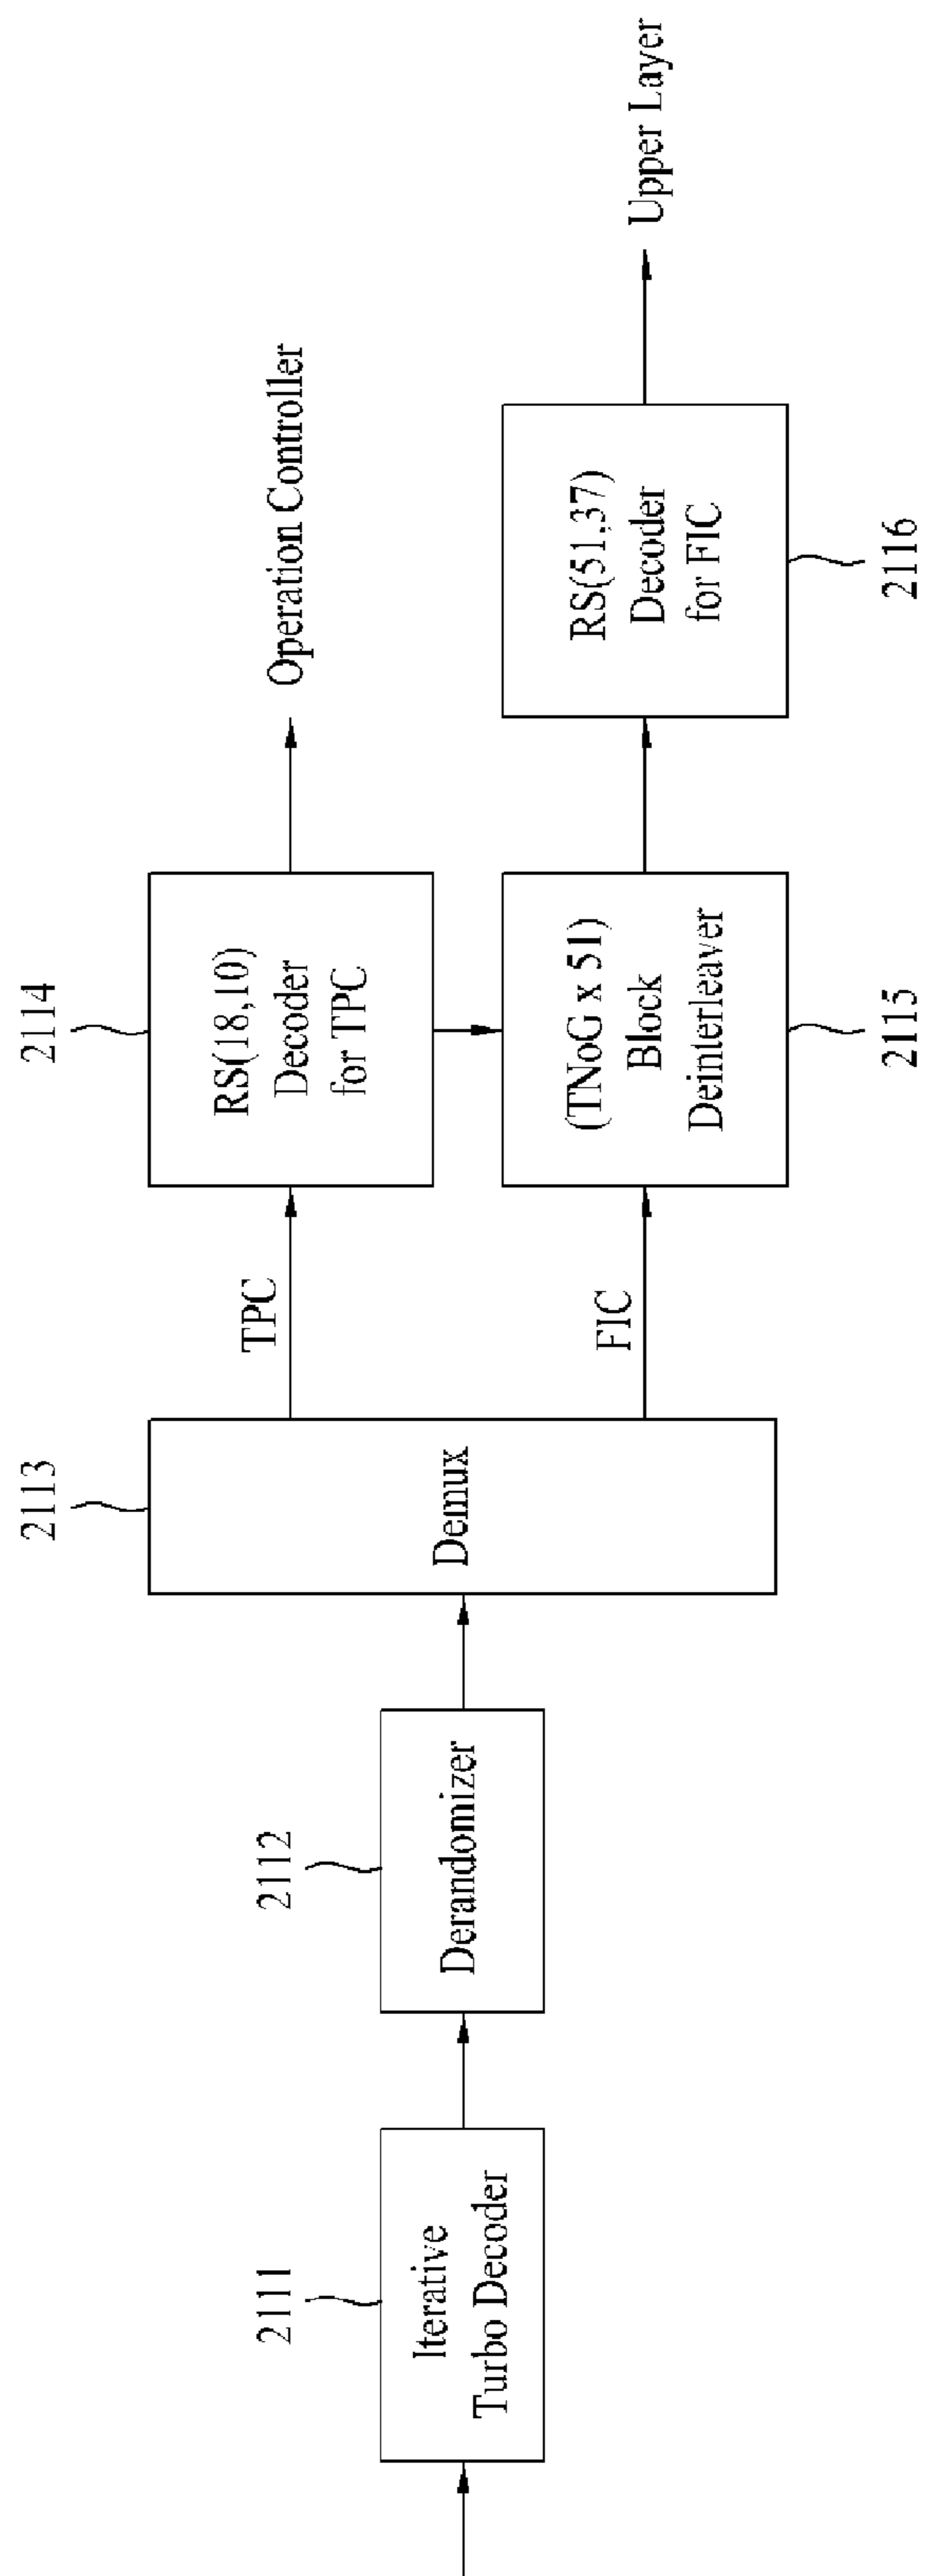 2111
Iterative
Turbo Decoder
2112
Derandomizer
2113
Demux
TPC
FIC
2114
RS(18,10)
Decoder
for TPC
Operation Controller
(TNoG x 51)
Block
Deinterleaver
2115
RS(51,37)
Decoder
for FIC
2116
Upper Layer